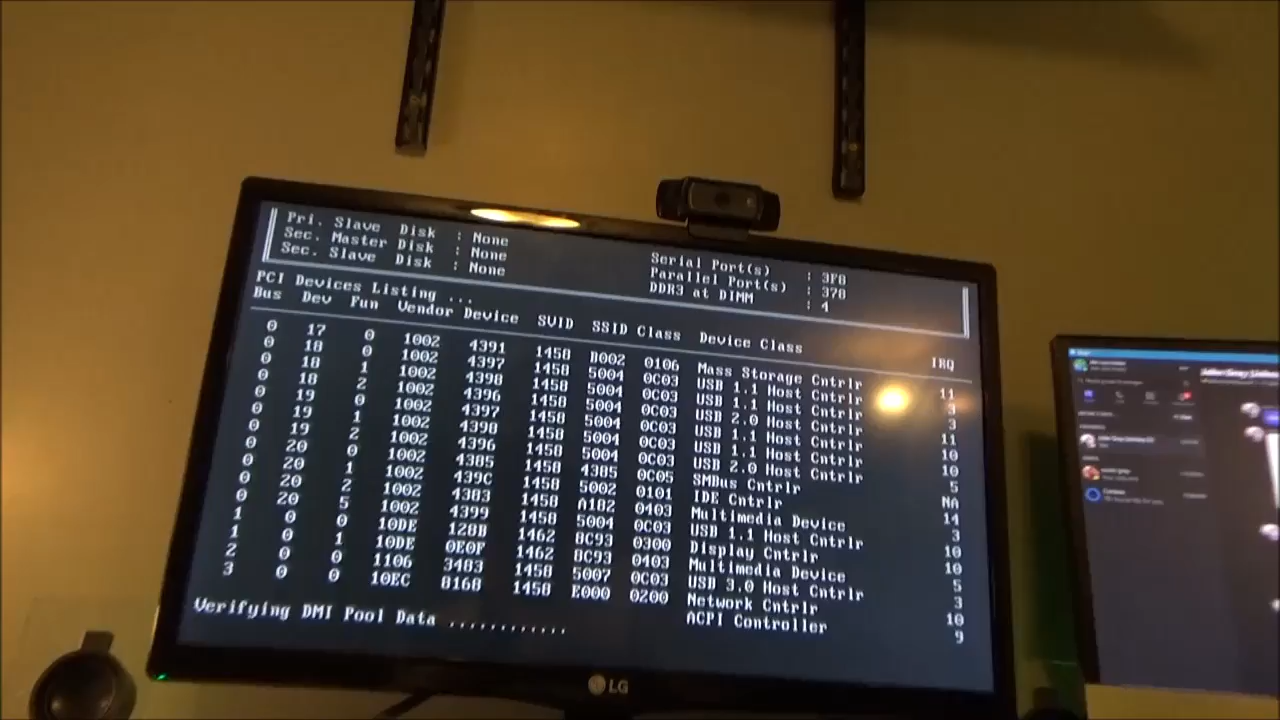 Pri. Slave Disk : None
Sec. Master Disk : None Serial Port(s) : 3F8
Sec. Slave Disk : None Parallel Port(s) : 378
DDR3 at DIMM : 4
PCI Devices Listing ...
Bus Dev Fun Vendor Device SVID SSID Class Device Class IRQ
0 17 0 1002 4391 1458 B002 0106 Mass Storage Cntrlr 11
0 18 0 1002 4397 1458 5004 0C03 USB 1.1 Host Cntrlr 3
0 18 1 1002 4398 1458 5004 0C03 USB 1.1 Host Cntrlr 3
0 18 2 1002 4396 1458 5004 0C03 USB 2.0 Host Cntrlr 11
0 19 0 1002 4397 1458 5004 0C03 USB 1.1 Host Cntrlr 10
0 19 1 1002 4398 1458 5004 0C03 USB 1.1 Host Cntrlr 10
0 19 2 1002 4396 1458 5004 0C03 USB 2.0 Host Cntrlr 5
0 20 0 1002 4385 1458 4385 0C05 SMBus Cntrlr NA
0 20 1 1002 439C 1458 5002 0101 IDE Cntrlr 14
0 20 2 1002 4383 1458 A182 0403 Multimedia Device 3
0 20 5 1002 4399 1458 5004 0C03 USB 1.1 Host Cntrlr 10
1 0 0 10DE 128B 1462 8C93 0300 Display Cntrlr 10
1 0 1 10DE 0E0F 1462 8C93 0403 Multimedia Device 5
2 0 0 1106 3483 1458 5007 0C03 USB 3.0 Host Cntrlr 3
3 0 0 10EC 8168 1458 E000 0200 Network Cntrlr 10
ACPI Controller 9
Verifying DMI Pool Data ............
LG